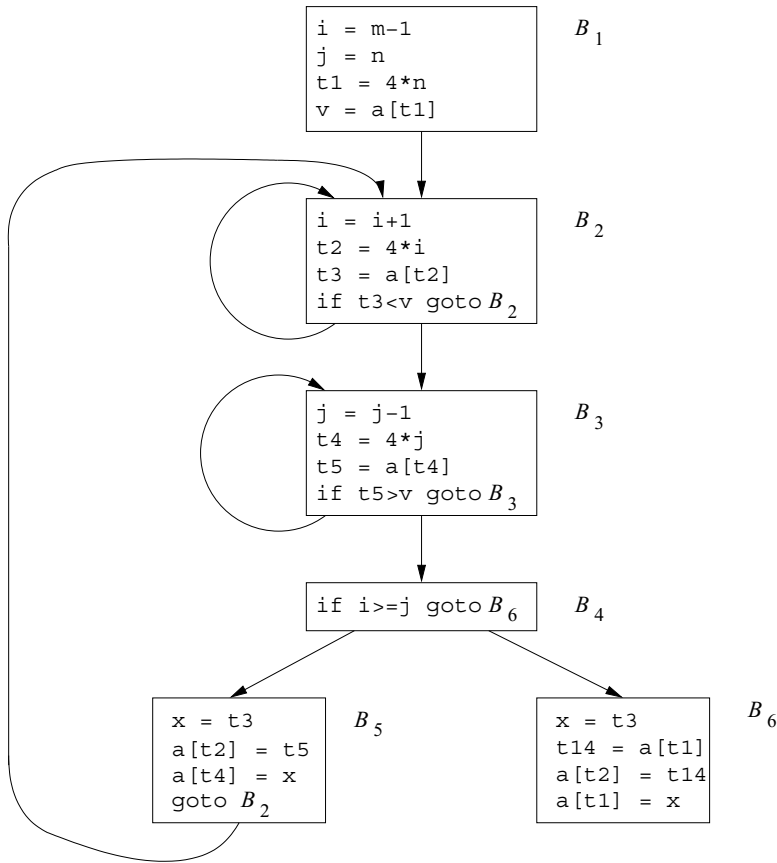 i = m-1
j = n
t1 = 4*n
v = a[t1]
B1
i = i+1
t2 = 4*i
t3 = a[t2]
if t3<v goto B2
B2
j = j-1
t4 = 4*j
t5 = a[t4]
if t5>v goto B3
B3
if i>=j goto B6
B4
x = t3
a[t2] = t5
a[t4] = x
goto B2
B5
x = t3
t14 = a[t1]
a[t2] = t14
a[t1] = x
B6